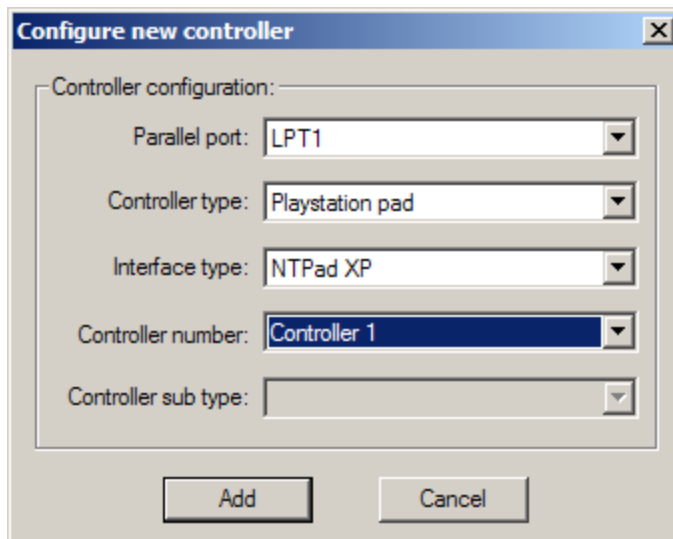 Configure new controller
Controller configuration:
Parallel port: LPT1
Controller type: Playstation pad
Interface type: NTPad XP
Controller number: Controller 1
Controller sub type:
Add Cancel